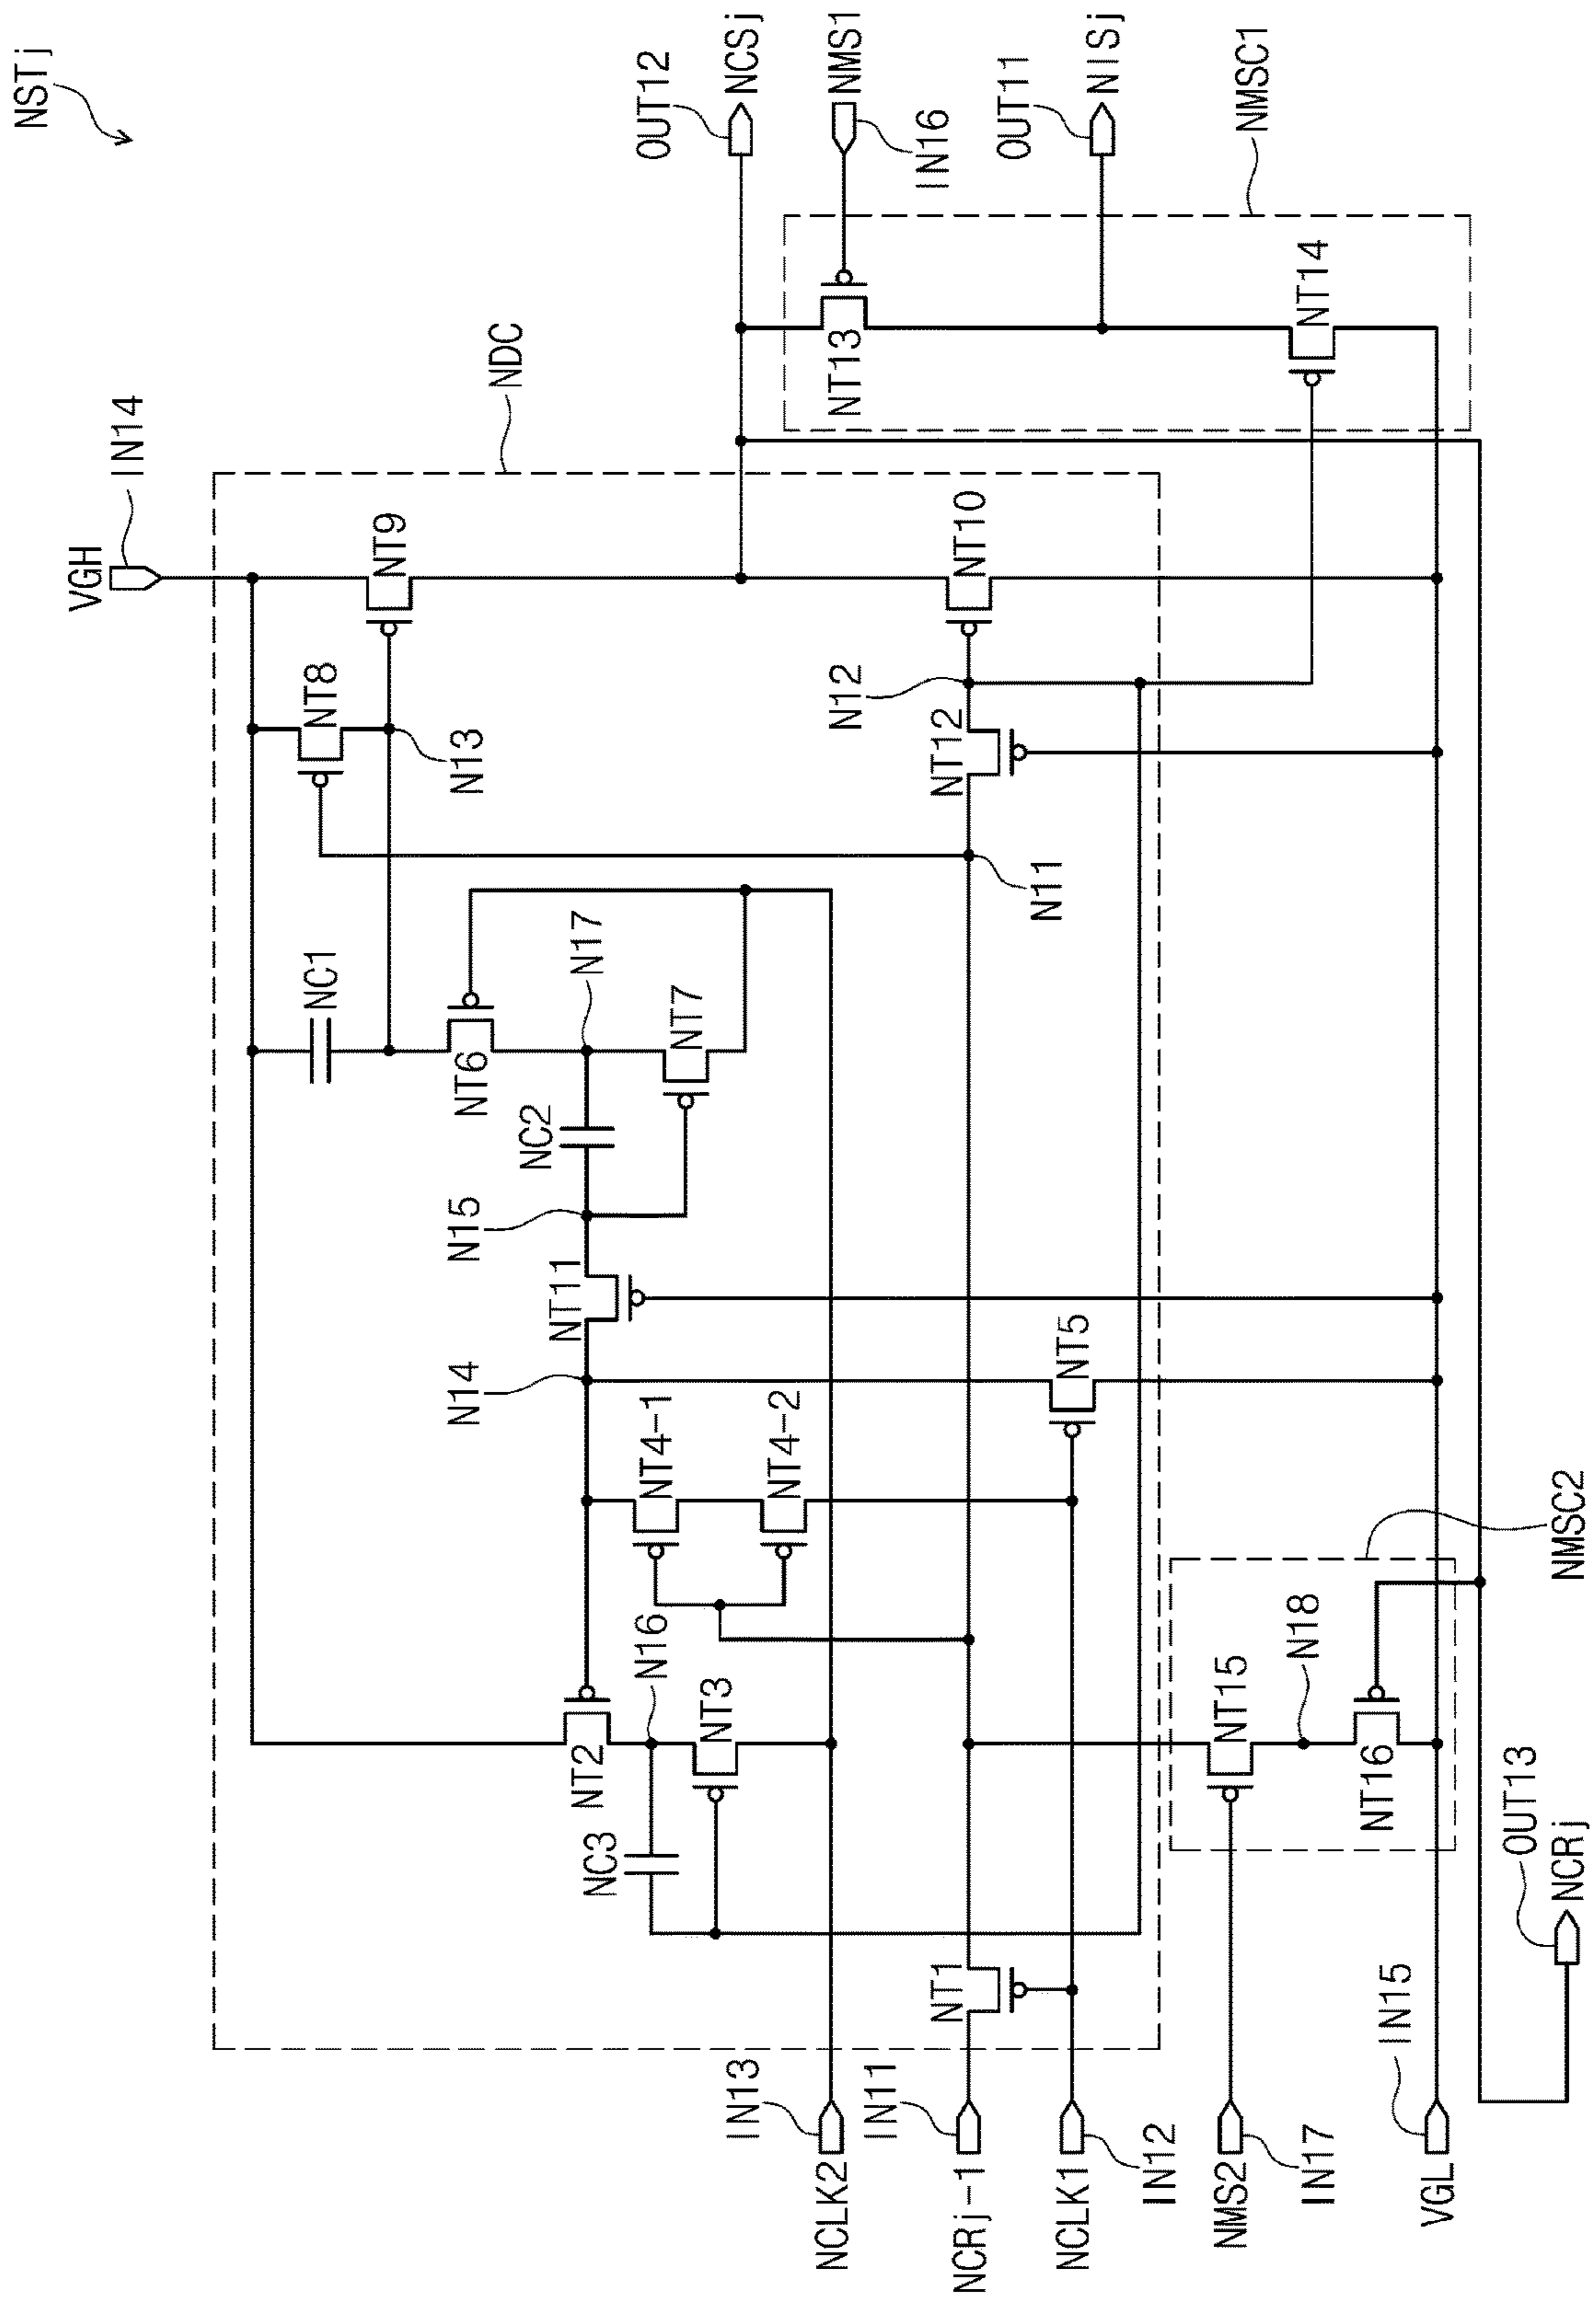 NSTj
VGH
IN14
NDC
OUT12
NCSj
NMS1
IN16
OUT11
NISj
NMSC1
NT13
NT14
NT9
NT10
NT8
N13
N12
NT12
N11
NC1
NT6
N17
NT7
NC2
N15
NT11
N14
NT4-1
NT4-2
NT5
NT2
N16
NT3
NC3
NT1
NMSC2
NT15
N18
NT16
OUT13
NCRj
IN13
NCLK2
IN11
NCRj-1
NCLK1
IN12
NMS2
IN17
IN15
VGL